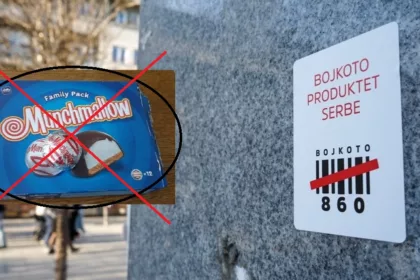 Family Pack
Munchmallow
BOJKOTO
PRODUKTET
SERBE
BOJKOTO
860